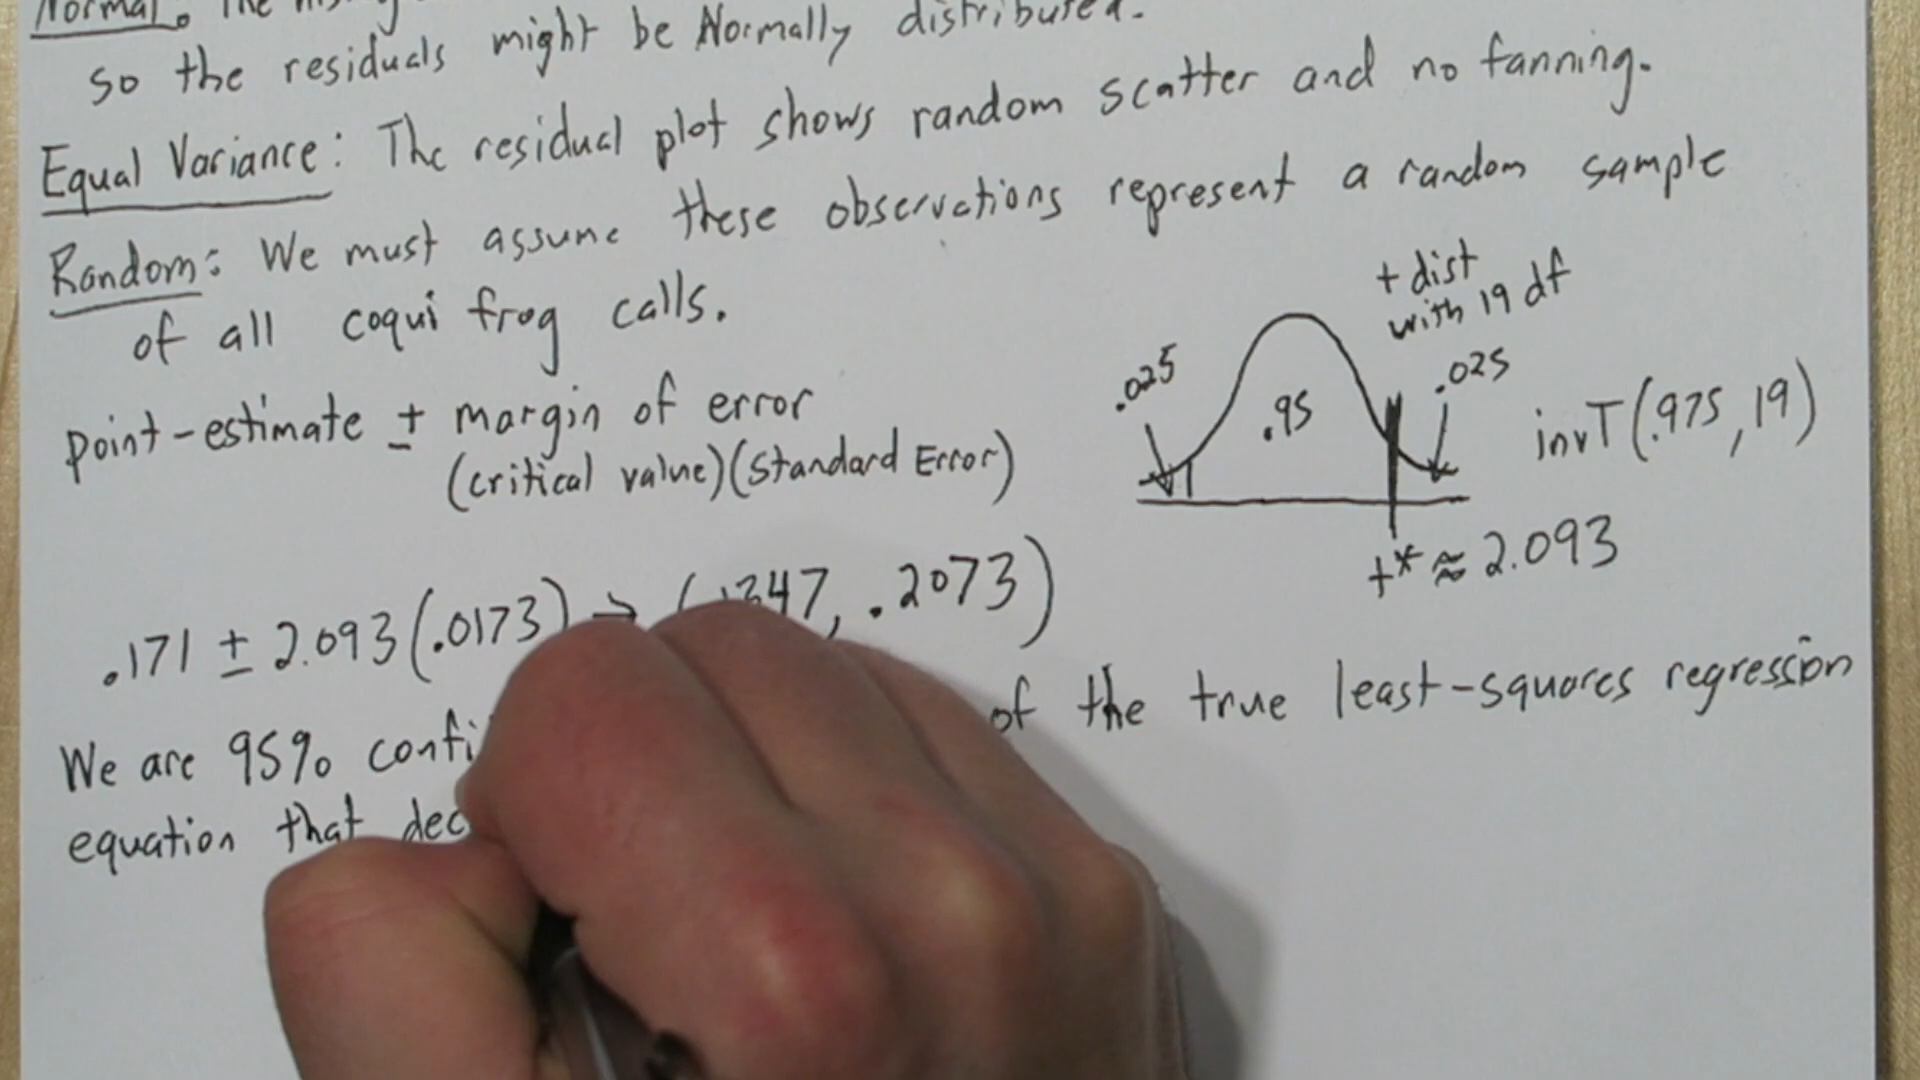 Normal: The
so the residuals might be Normally distributed.
Equal Variance: The residual plot shows random scatter and no fanning.
Random: We must assume these observations represent a random sample
of all coqui frog calls.
point-estimate ± margin of error
(critical value)(Standard Error)
t dist
with 19 df
.025
.95
.025
invT(.975, 19)
t* ≈ 2.093
.171 ± 2.093(.0173) → (.1347, .2073)
We are 95% of the true least-squares regression
equation that